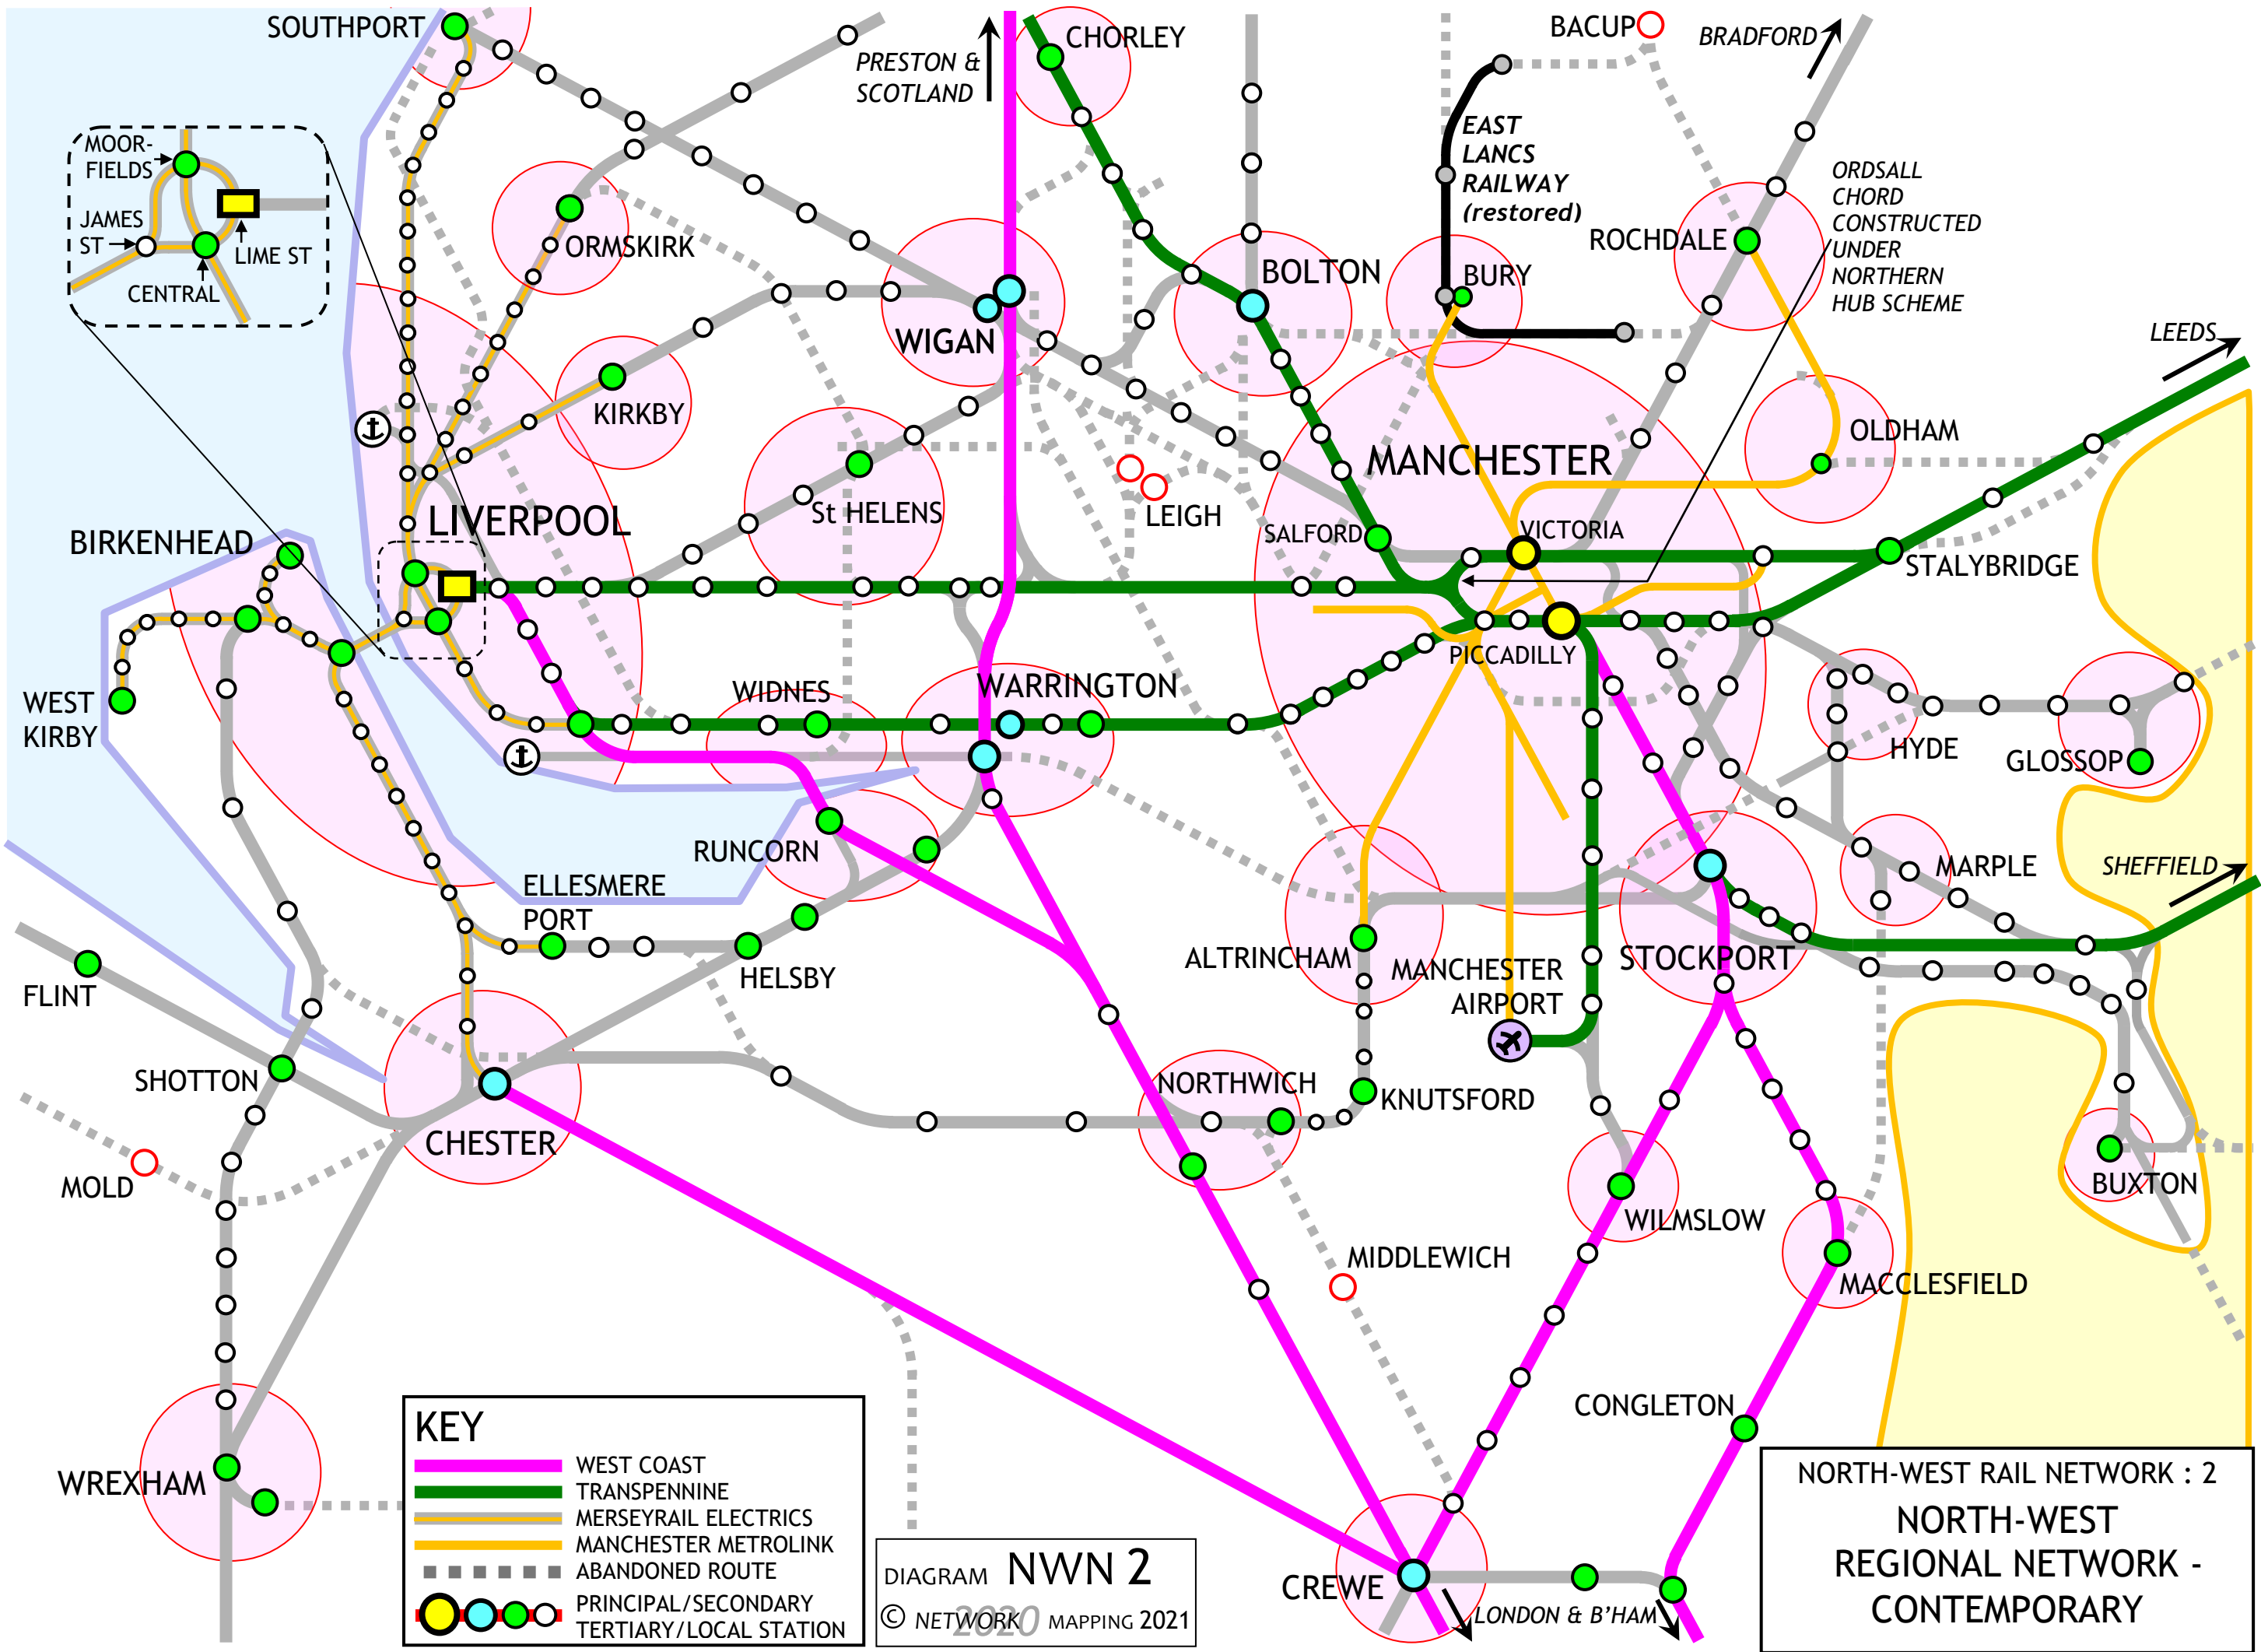 SOUTHPORT
PRESTON &
SCOTLAND
CHORLEY
BACUP
BRADFORD
EAST
LANCS
RAILWAY
(restored)
ORDSALL
CHORD
CONSTRUCTED
UNDER
NORTHERN
HUB SCHEME
MOOR-
FIELDS
JAMES
ST
LIME ST
CENTRAL
ORMSKIRK
ROCHDALE
BOLTON
BURY
WIGAN
LEEDS
KIRKBY
OLDHAM
MANCHESTER
St HELENS
LEIGH
LIVERPOOL
BIRKENHEAD
SALFORD
VICTORIA
STALYBRIDGE
PICCADILLY
WEST
KIRBY
WIDNES
WARRINGTON
HYDE
GLOSSOP
RUNCORN
MARPLE
SHEFFIELD
ELLESMERE
PORT
HELSBY
ALTRINCHAM
MANCHESTER
AIRPORT
STOCKPORT
FLINT
SHOTTON
NORTHWICH
KNUTSFORD
CHESTER
MOLD
BUXTON
WILMSLOW
MIDDLEWICH
MACCLESFIELD
CONGLETON
WREXHAM
CREWE
LONDON & B'HAM
KEY
WEST COAST
TRANSPENNINE
MERSEYRAIL ELECTRICS
MANCHESTER METROLINK
ABANDONED ROUTE
PRINCIPAL/SECONDARY
TERTIARY/LOCAL STATION
DIAGRAM NWN 2
© NETWORK 2020 MAPPING 2021
NORTH-WEST RAIL NETWORK : 2
NORTH-WEST
REGIONAL NETWORK -
CONTEMPORARY